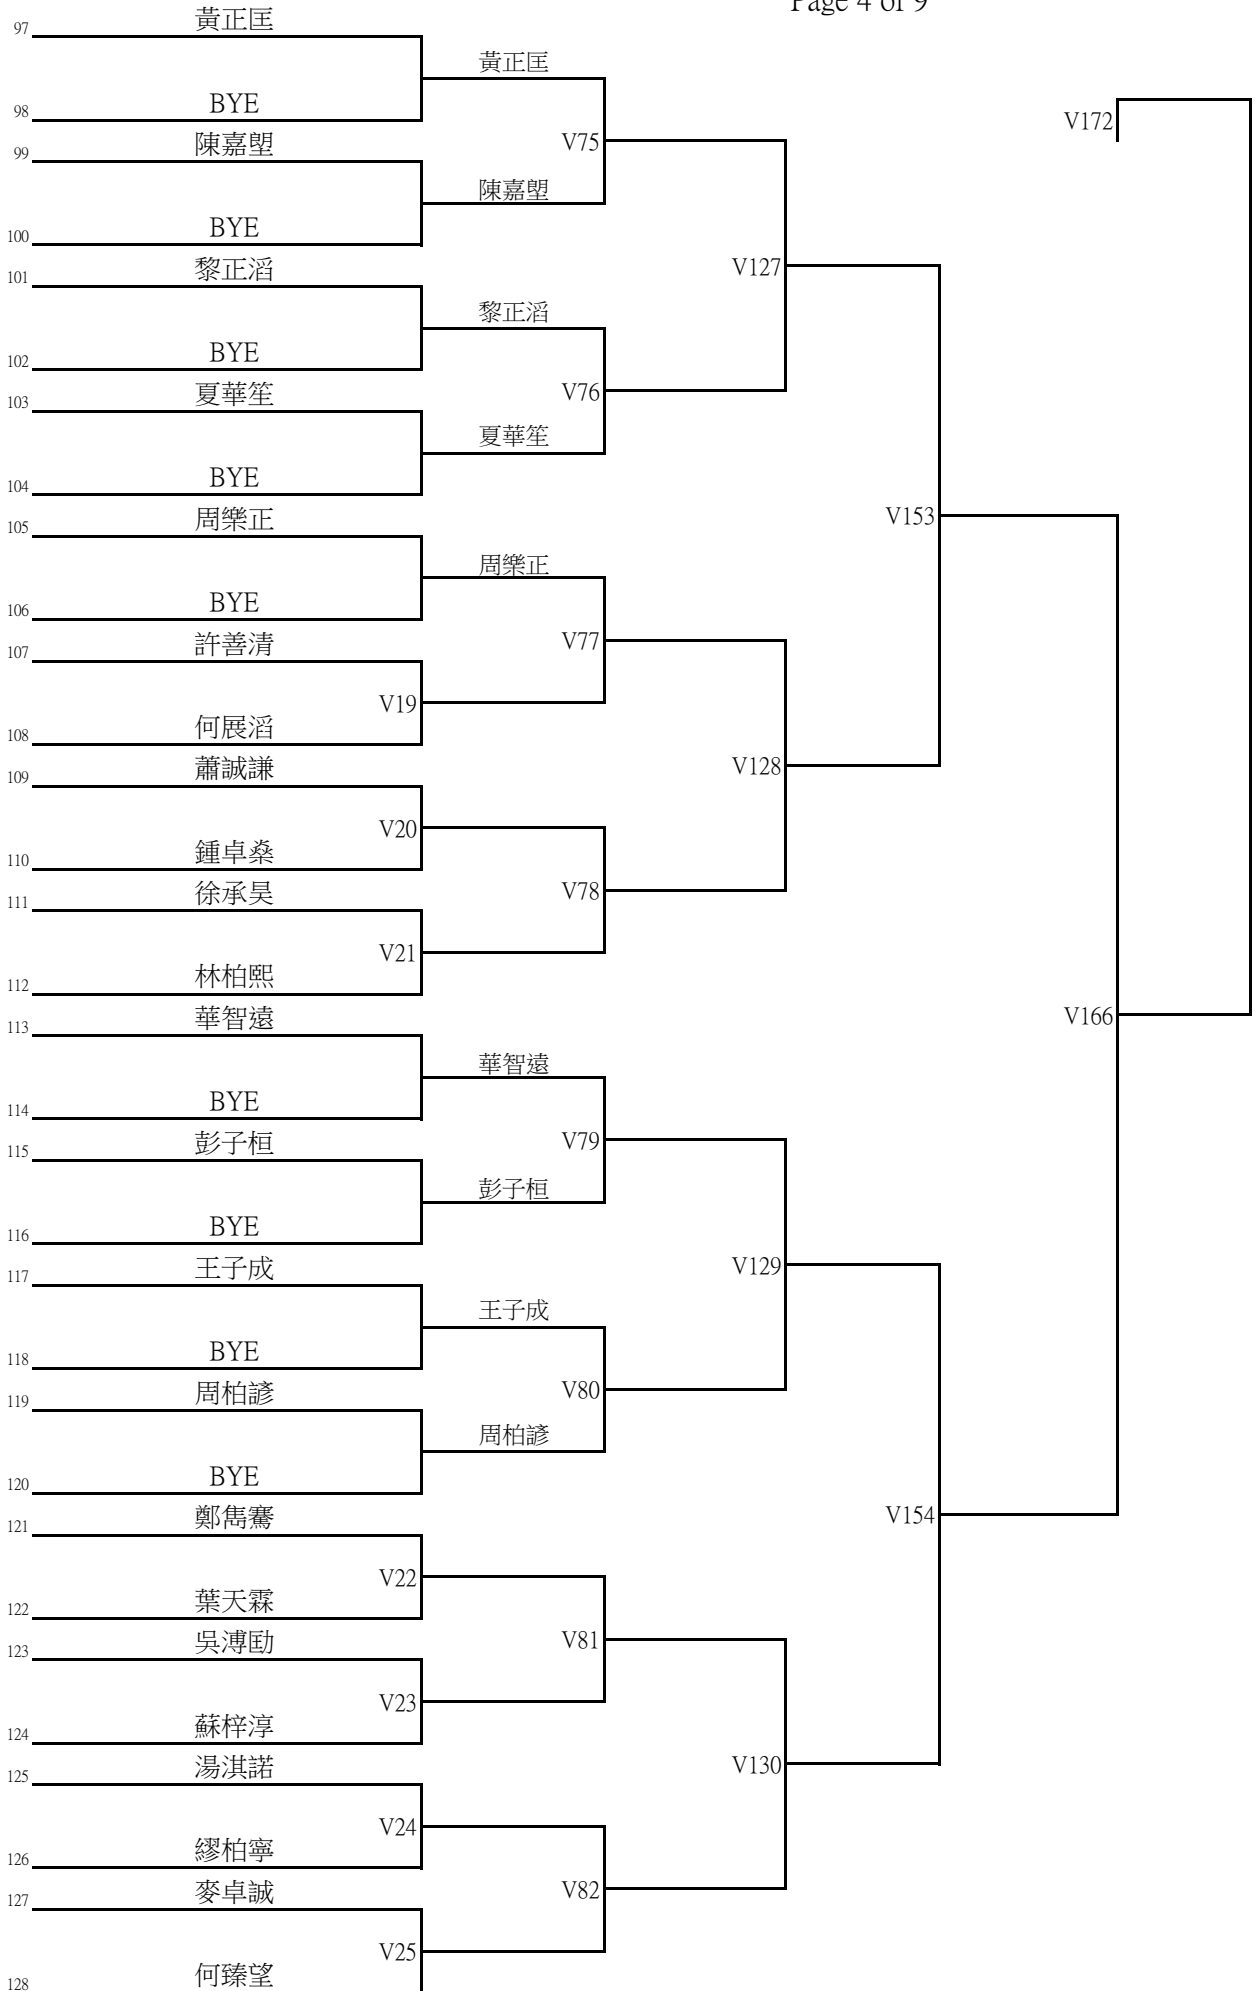 Page 4 of 9
97 黃正匡
黃正匡
98 BYE
V172
99 陳嘉塱
V75
陳嘉塱
100 BYE
101 黎正滔
V127
黎正滔
102 BYE
103 夏華笙
V76
夏華笙
104 BYE
105 周樂正
V153
周樂正
106 BYE
107 許善清
V77
V19
108 何展滔
109 蕭誠謙
V128
V20
110 鍾卓燊
111 徐承昊
V78
V21
112 林柏熙
113 華智遠
V166
華智遠
114 BYE
115 彭子桓
V79
彭子桓
116 BYE
117 王子成
V129
王子成
118 BYE
119 周柏諺
V80
周柏諺
120 BYE
121 鄭雋騫
V154
V22
122 葉天霖
123 吳溥劻
V81
V23
124 蘇梓淳
125 湯淇諾
V130
V24
126 繆柏寧
127 麥卓誠
V82
V25
128 何臻望